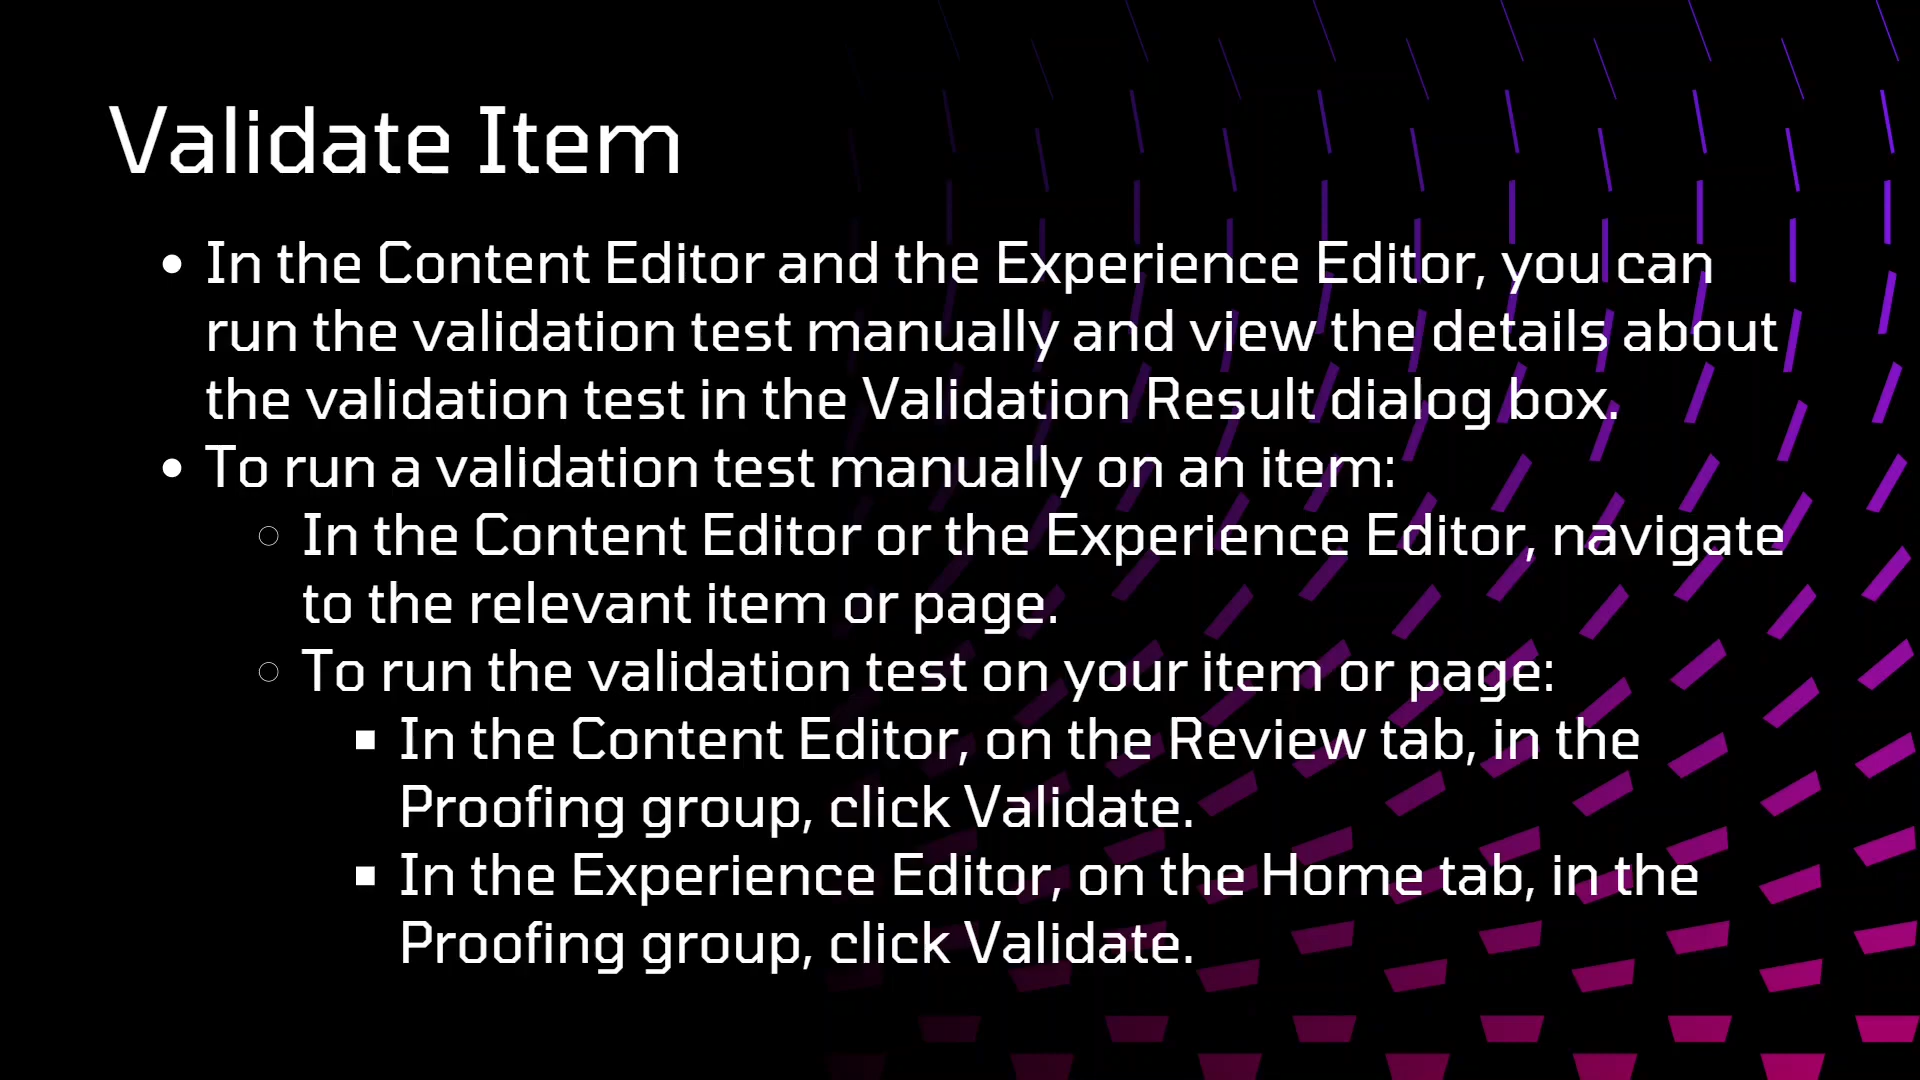 Validate Item
• In the Content Editor and the Experience Editor, you can
run the validation test manually and view the details about
the validation test in the Validation Result dialog box.
• To run a validation test manually on an item:
○ In the Content Editor or the Experience Editor, navigate
to the relevant item or page.
○ To run the validation test on your item or page:
▪ In the Content Editor, on the Review tab, in the
Proofing group, click Validate.
▪ In the Experience Editor, on the Home tab, in the
Proofing group, click Validate.